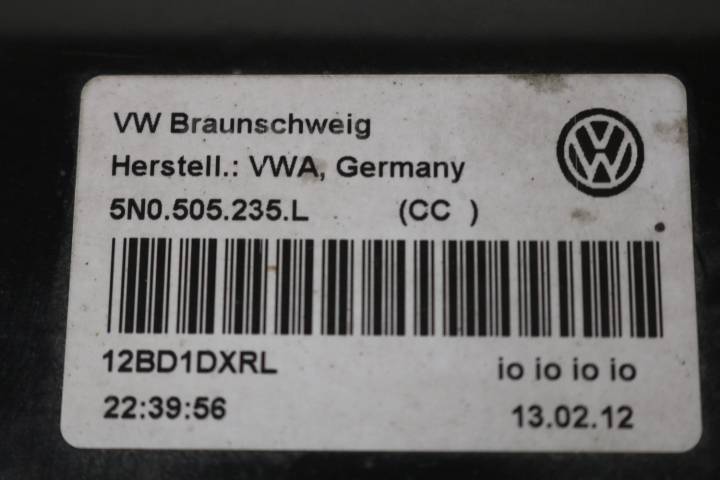 VW Braunschweig
Herstell.: VWA, Germany
5N0.505.235.L (CC )
12BD1DXRL io io io io
22:39:56 13.02.12